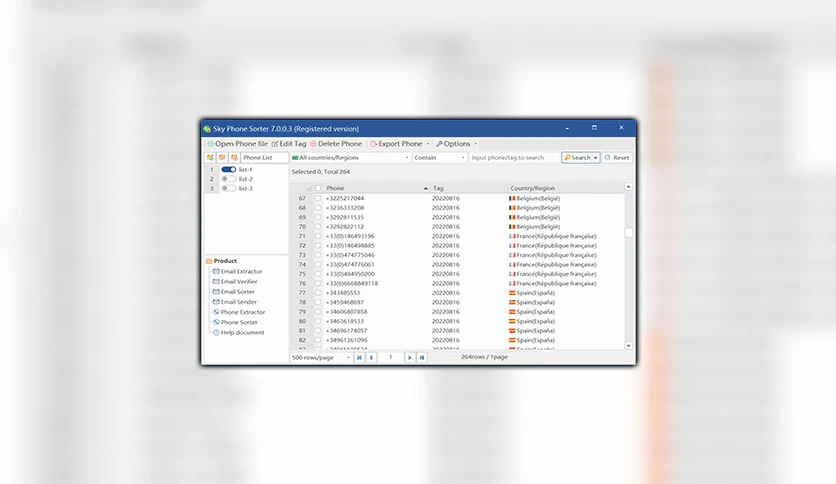 Sky Phone Sorter 7.0.0.3 (Registered version)
Open Phone file Edit Tag Delete Phone Export Phone Options
Phone List All countries/Regions Contain Input phone/tag to search Search Reset
1 list-1
2 list-2
3 list-3
Selected 0, Total 264
Phone Tag Country/Region
67 +3225217044 20220816 Belgium(België)
68 +3236333208 20220816 Belgium(België)
69 +3292811535 20220816 Belgium(België)
70 +3292822112 20220816 Belgium(België)
71 +33(0)146493196 20220816 France(République française)
72 +33(0)146498885 20220816 France(République française)
73 +33(0)474775046 20220816 France(République française)
74 +33(0)474776061 20220816 France(République française)
75 +33(0)484950200 20220816 France(République française)
76 +33(6)6668849118 20220816 France(République française)
77 +343485551 20220816 Spain(España)
78 +3459468697 20220816 Spain(España)
79 +34606807858 20220816 Spain(España)
80 +3463618533 20220816 Spain(España)
81 +34696174057 20220816 Spain(España)
82 +34961361096 20220816 Spain(España)
Product
Email Extractor
Email Verifier
Email Sorter
Email Sender
Phone Extractor
Phone Sorter
Help document
500 rows/page 1 264rows / 1page